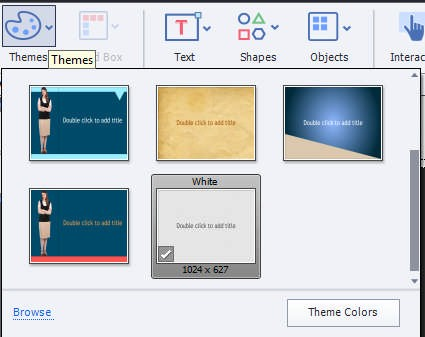 Themes
Box
Text
Shapes
Objects
Interac
Themes
Double click to add title
Double click to add title
Double click to add title
Double click to add title
White
Double click to add title
1024 x 627
Browse
Theme Colors